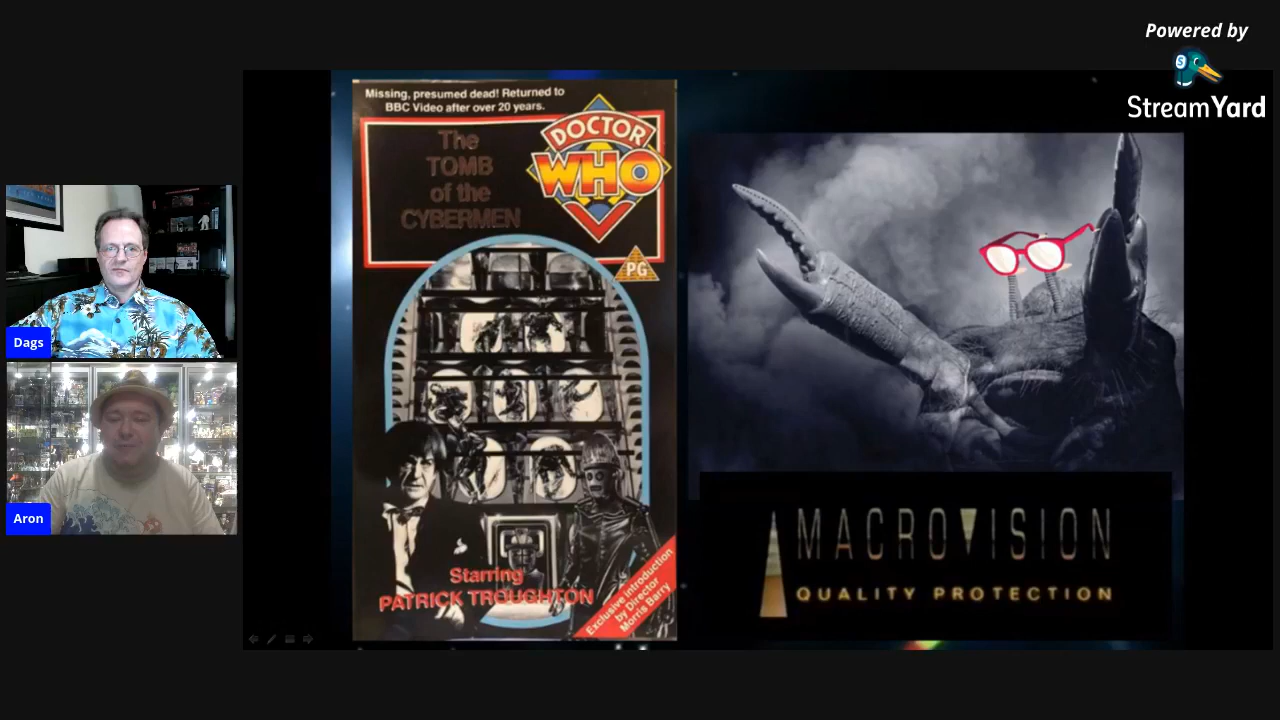 Powered by
StreamYard
Missing, presumed dead! Returned to
BBC Video after over 20 years.
The
TOMB
of the
CYBERMEN
DOCTOR
WHO
PG
Starring
PATRICK TROUGHTON
Exclusive introduction
by Director
Morris Barry
MACROVISION
QUALITY PROTECTION
Dags
Aron